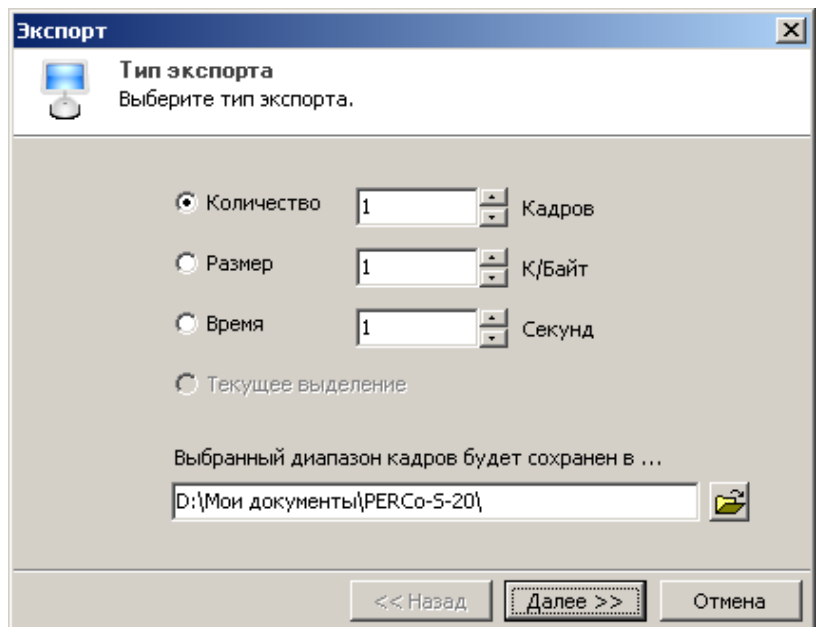 Экспорт
Тип экспорта
Выберите тип экспорта.
Количество 1 Кадров
Размер 1 К/Байт
Время 1 Секунд
Текущее выделение
Выбранный диапазон кадров будет сохранен в ...
D:\Мои документы\PERCo-S-20\
<< Назад Далее >> Отмена